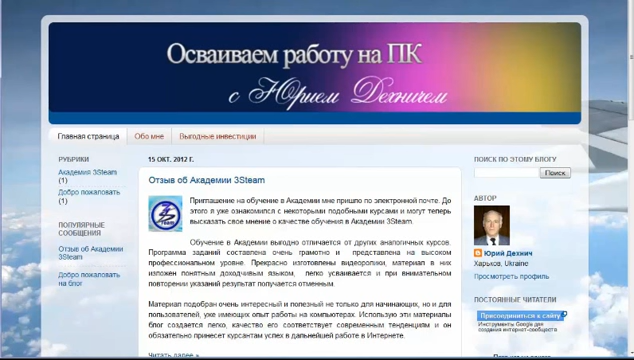 Осваиваем работу на ПК
с Юрием Дехничем
Главная страница
Обо мне
Выгодные инвестиции
РУБРИКИ
Академия 3Steam
(1)
Добро пожаловать
(1)
ПОПУЛЯРНЫЕ
СООБЩЕНИЯ
Отзыв об Академии
3Steam
Добро пожаловать
на блог
15 ОКТ. 2012 Г.
Отзыв об Академии 3Steam
Приглашение на обучение в Академии мне пришло по электронной почте. До
этого я уже ознакомился с некоторыми подобными курсами и могут теперь
высказать свое мнение о качестве обучения в Академии 3Steam.
Обучение в Академии выгодно отличается от других аналогичных курсов.
Программа заданий составлена очень грамотно и представлена на высоком
профессиональном уровне. Прекрасно изготовлены видеоролики, материал в них
изложен понятным доходчивым языком, легко усваивается и при внимательном
повторении указаний результат получается отменным.
Материал подобран очень интересный и полезный не только для начинающих, но и для
пользователей, уже имеющих опыт работы на компьютерах. Использую эти материалы
блог создается легко, качество его соответствует современным тенденциям и он
обязательно принесет курсантам успех в дальнейшей работе в Интернете.
Читать далее »
ПОИСК ПО ЭТОМУ БЛОГУ
Поиск
АВТОР
Юрий Дехнич
Харьков, Ukraine
Просмотреть профиль
ПОСТОЯННЫЕ ЧИТАТЕЛИ
Присоединиться к сайту
Инструменты Google для
создания интернет-сообществ